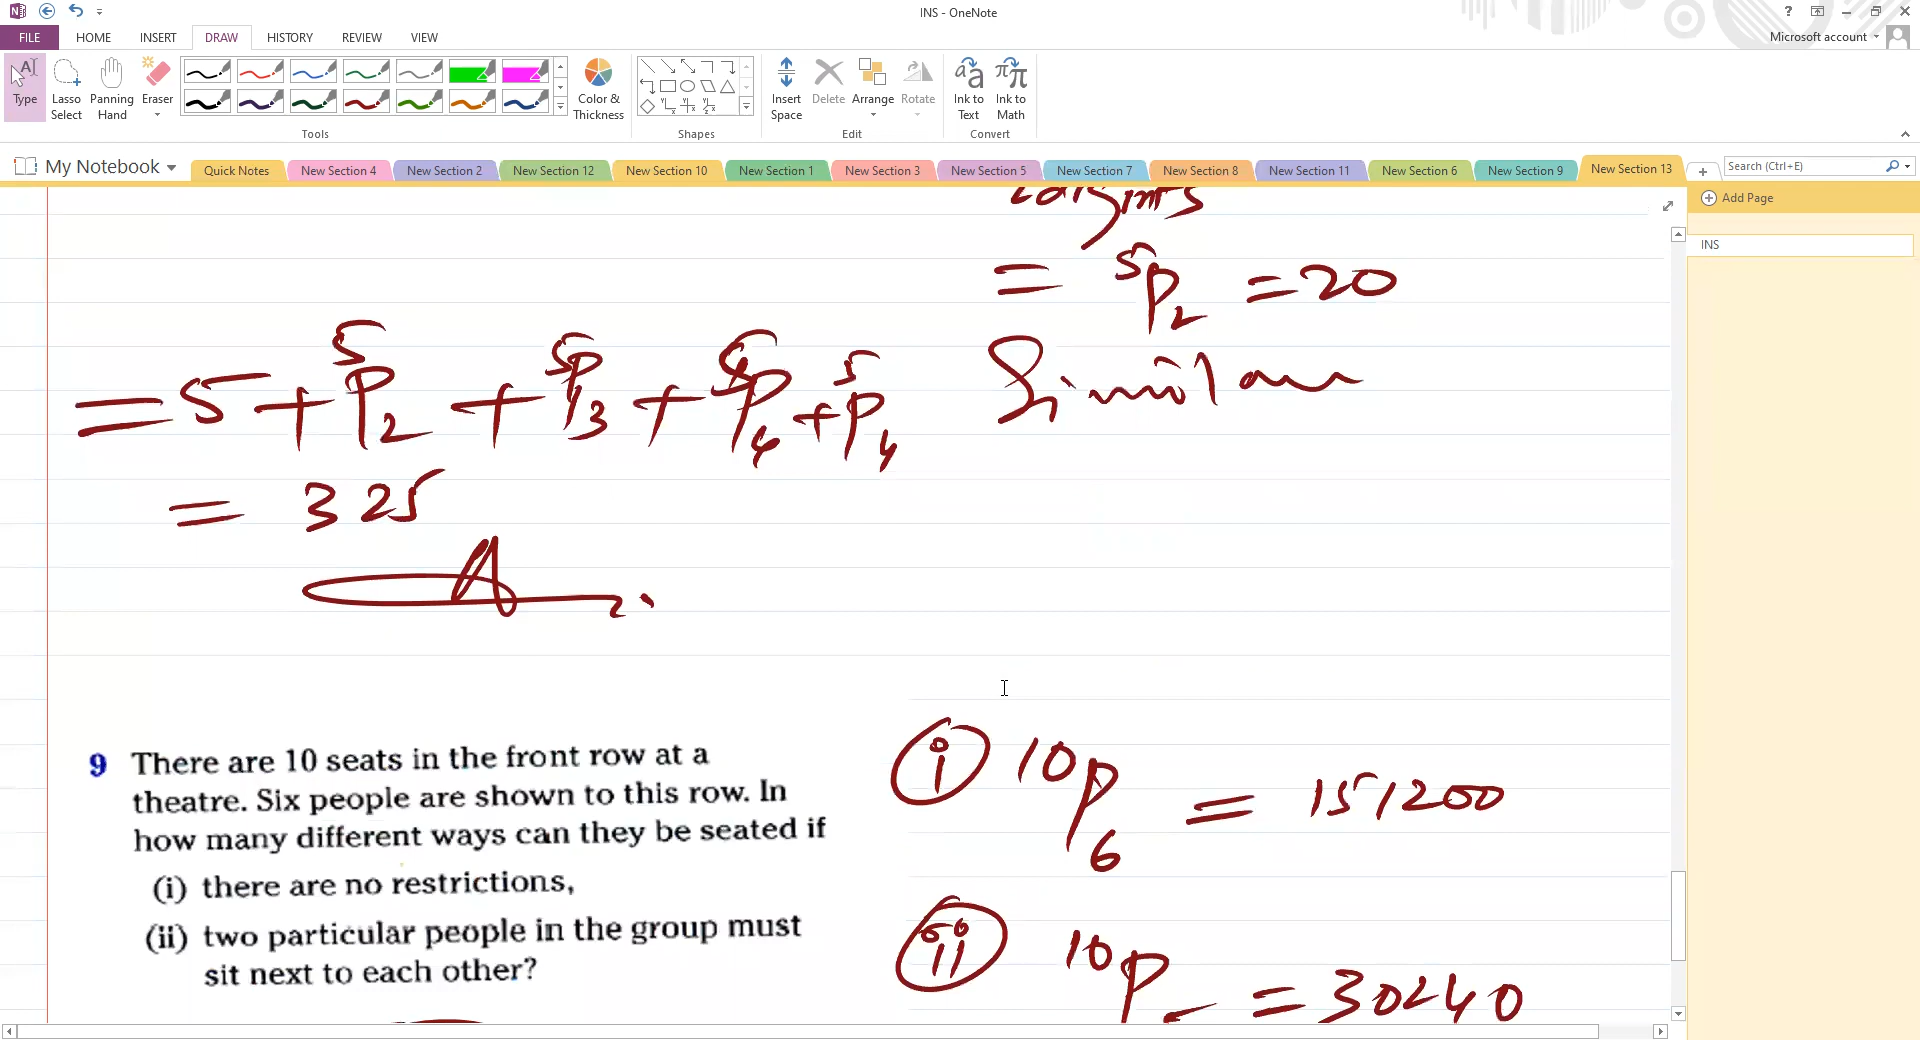 INS - OneNote
FILE HOME INSERT DRAW HISTORY REVIEW VIEW
Microsoft account
Type
Lasso Select
Panning Hand
Eraser
Color & Thickness
Insert Space
Delete
Arrange
Rotate
Ink to Text
Ink to Math
Tools
Shapes
Edit
Convert
My Notebook
Quick Notes
New Section 4
New Section 2
New Section 12
New Section 10
New Section 1
New Section 3
New Section 5
New Section 7
New Section 8
New Section 11
New Section 6
New Section 9
New Section 13
Search (Ctrl+E)
Add Page
INS
= 5P2 = 20
= 5 + 5P2 + 5P3 + 5P4 + 5P4
= 325
9 There are 10 seats in the front row at a
theatre. Six people are shown to this row. In
how many different ways can they be seated if
(i) there are no restrictions,
(ii) two particular people in the group must
sit next to each other?
(i) 10P6 = 151200
(ii) 10P = 30240